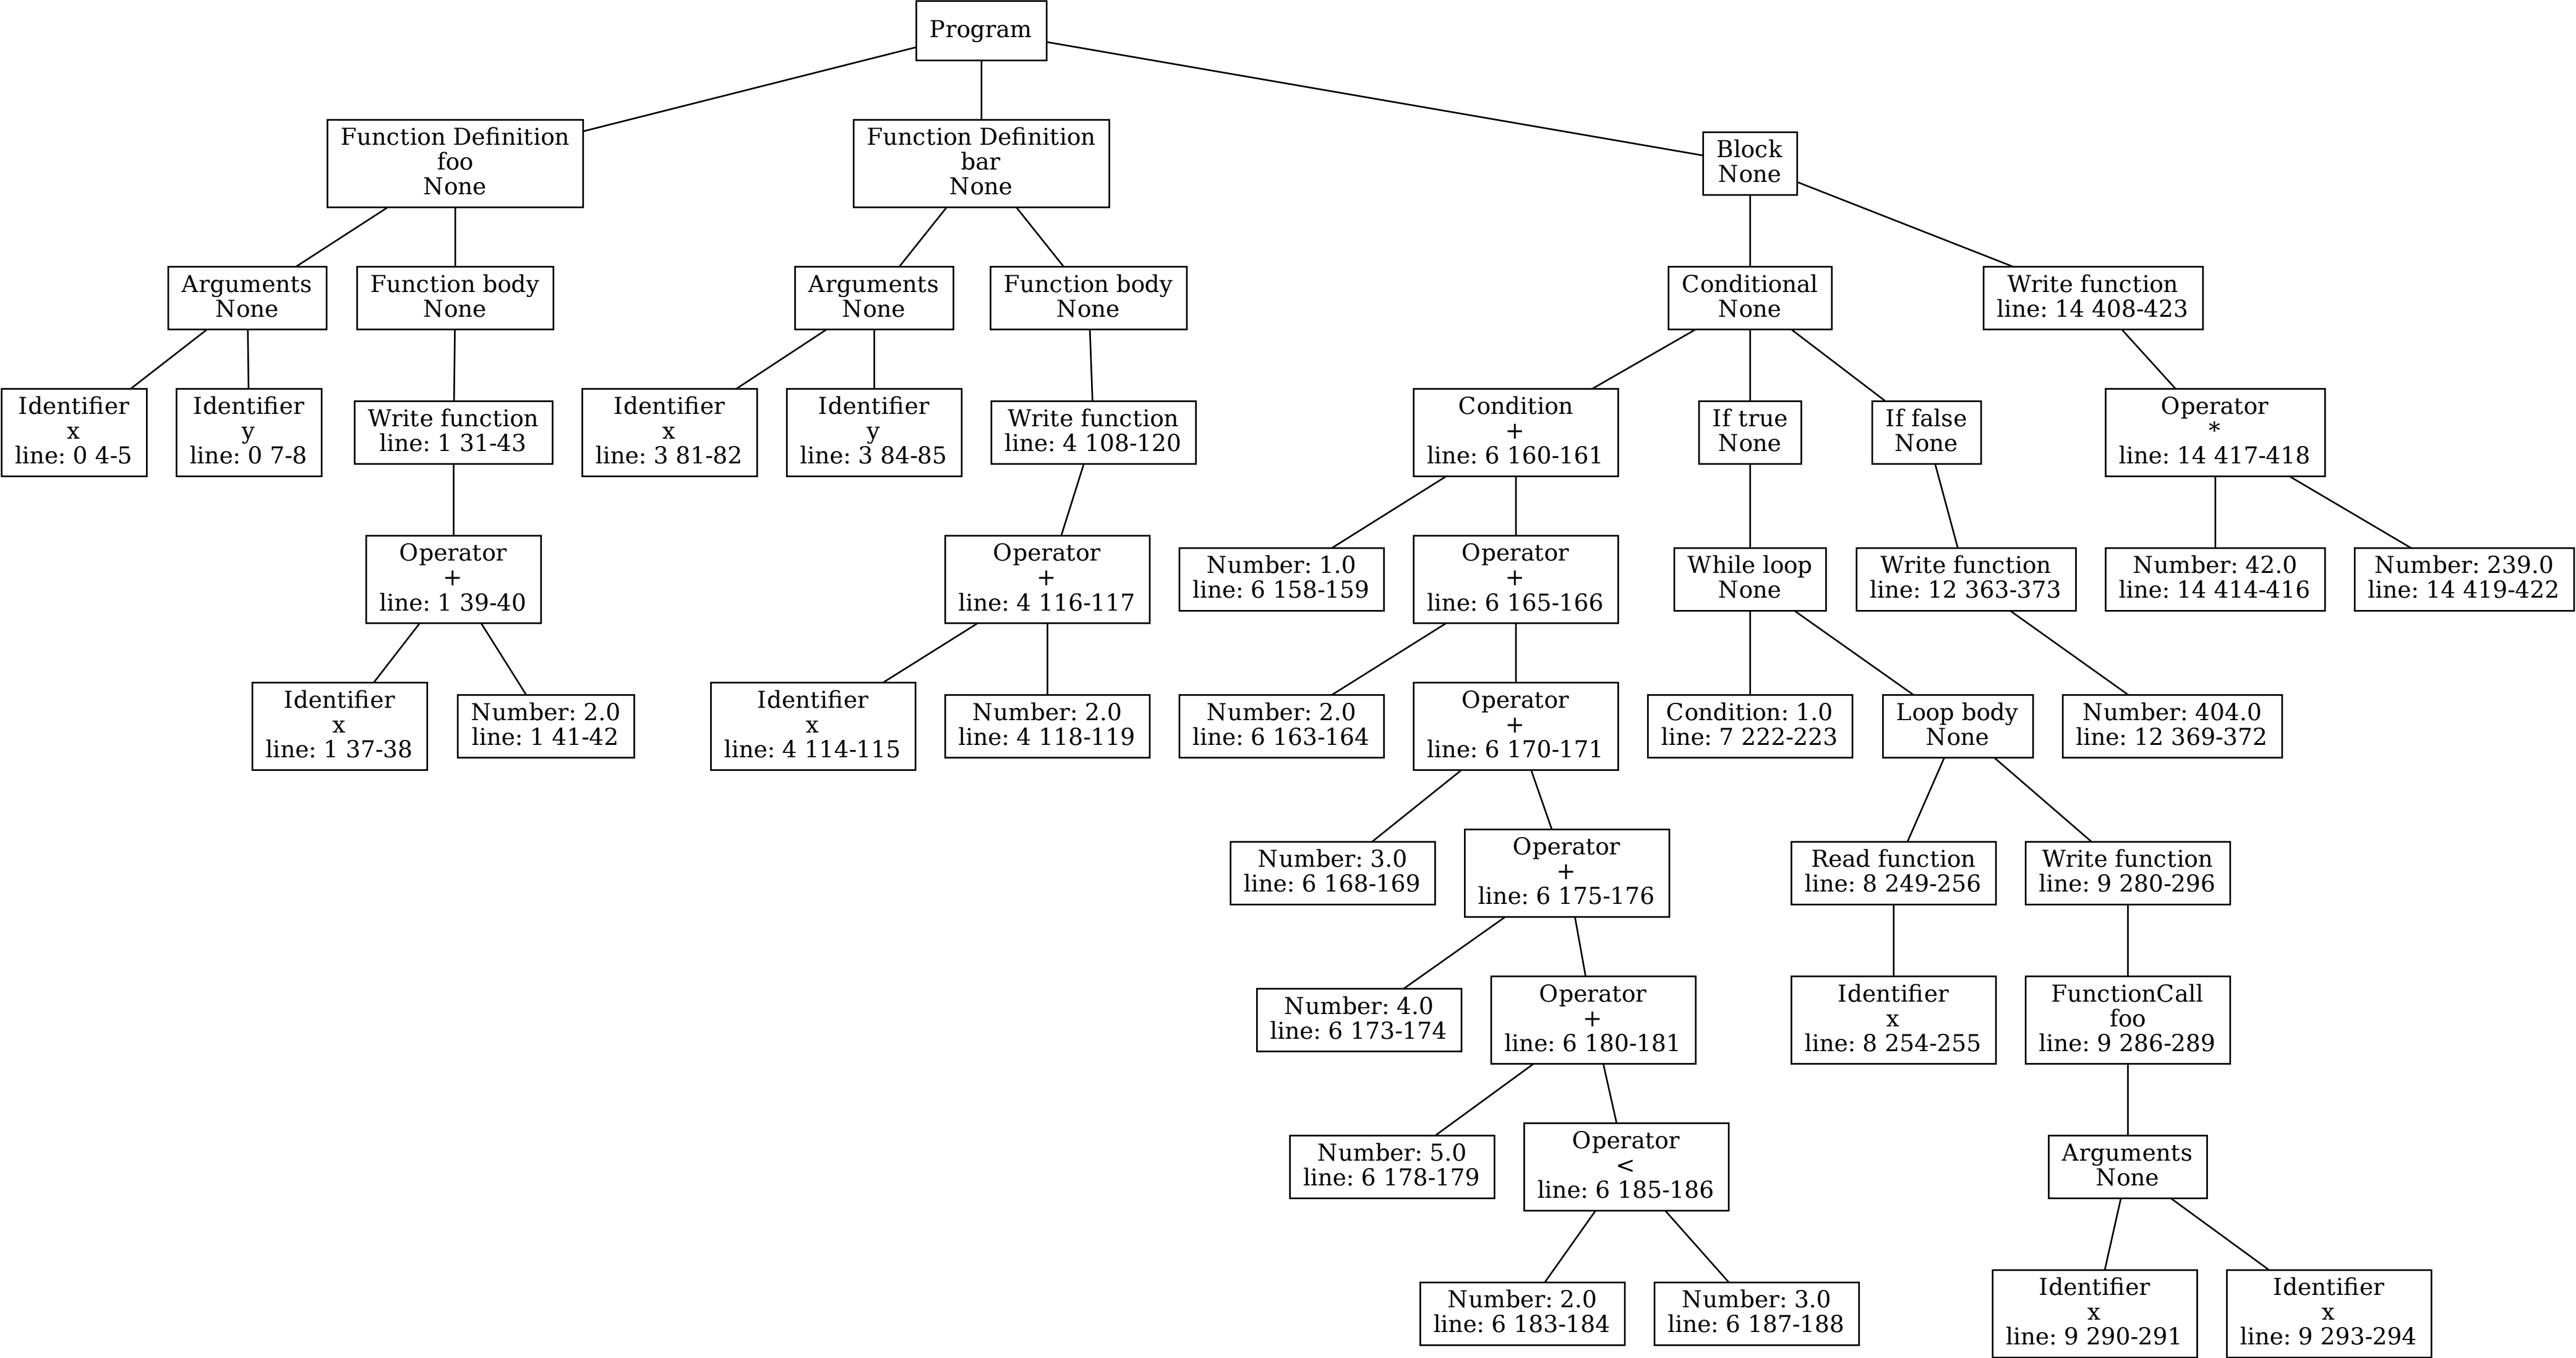 Program
Function Definition
foo
None
Function Definition
bar
None
Block
None
Arguments
None
Function body
None
Arguments
None
Function body
None
Conditional
None
Write function
line: 14 408-423
Identifier
x
line: 0 4-5
Identifier
y
line: 0 7-8
Write function
line: 1 31-43
Identifier
x
line: 3 81-82
Identifier
y
line: 3 84-85
Write function
line: 4 108-120
Condition
+
line: 6 160-161
If true
None
If false
None
Operator
*
line: 14 417-418
Operator
+
line: 1 39-40
Operator
+
line: 4 116-117
Number: 1.0
line: 6 158-159
Operator
+
line: 6 165-166
While loop
None
Write function
line: 12 363-373
Number: 42.0
line: 14 414-416
Number: 239.0
line: 14 419-422
Identifier
x
line: 1 37-38
Number: 2.0
line: 1 41-42
Identifier
x
line: 4 114-115
Number: 2.0
line: 4 118-119
Number: 2.0
line: 6 163-164
Operator
+
line: 6 170-171
Condition: 1.0
line: 7 222-223
Loop body
None
Number: 404.0
line: 12 369-372
Number: 3.0
line: 6 168-169
Operator
+
line: 6 175-176
Read function
line: 8 249-256
Write function
line: 9 280-296
Number: 4.0
line: 6 173-174
Operator
+
line: 6 180-181
Identifier
x
line: 8 254-255
FunctionCall
foo
line: 9 286-289
Number: 5.0
line: 6 178-179
Operator
<
line: 6 185-186
Arguments
None
Number: 2.0
line: 6 183-184
Number: 3.0
line: 6 187-188
Identifier
x
line: 9 290-291
Identifier
x
line: 9 293-294